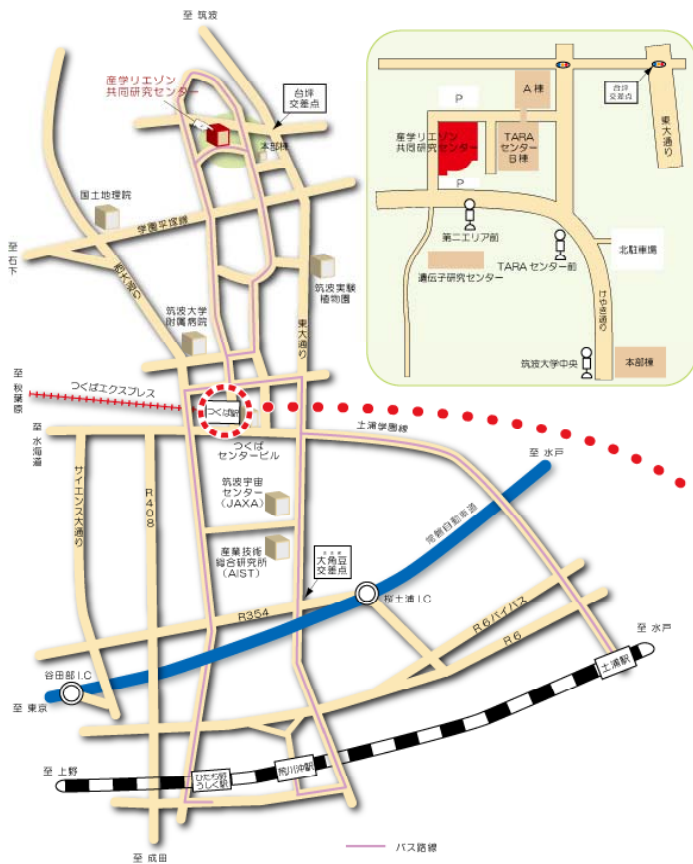 至 筑波
産学リエゾン
共同研究センター
台坪
交差点
本部棟
国土地理院
学園平塚線
至 石下
西大通り
筑波実験
植物園
筑波大学
附属病院
東大通り
至 秋葉原
つくばエクスプレス
つくば駅
至 水海道
つくば
センタービル
土浦学園線
至 水戸
サイエンス大通り
R408
筑波宇宙
センター
(JAXA)
常磐自動車道
産業技術
総合研究所
(AIST)
大角豆
交差点
R354
桜土浦 I.C
R6バイパス
R6
至 水戸
土浦駅
谷田部 I.C
至 東京
至 上野
ひたち野
うしく駅
荒川沖駅
至 成田
バス路線
A棟
台坪
交差点
P
産学リエゾン
共同研究センター
TARA
センター
B棟
東大通り
P
第二エリア前
TARAセンター前
北駐車場
遺伝子研究センター
けやき通り
筑波大学中央
本部棟